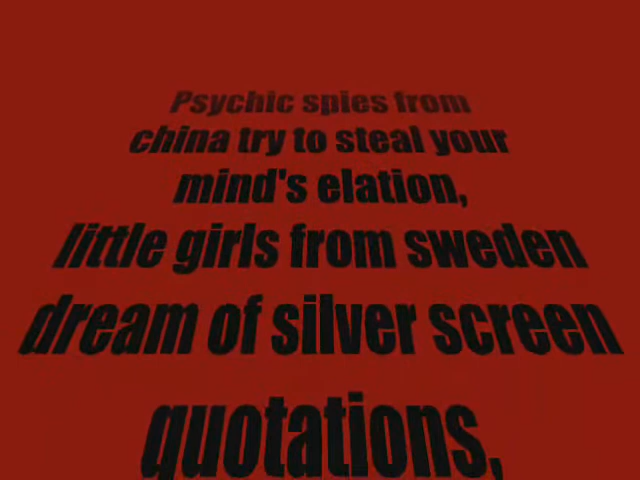 Psychic spies from
china try to steal your
mind's elation,
little girls from sweden
dream of silver screen
quotations,